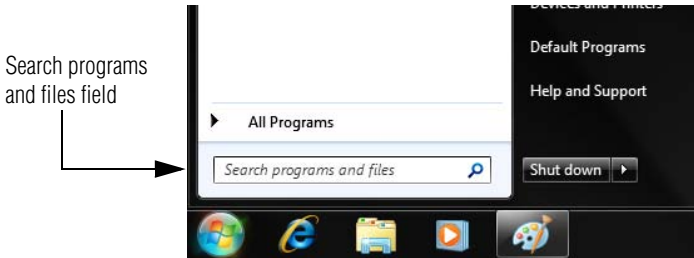 Devices and Printers
Default Programs
Help and Support
Search programs
and files field
All Programs
Search programs and files
Shut down